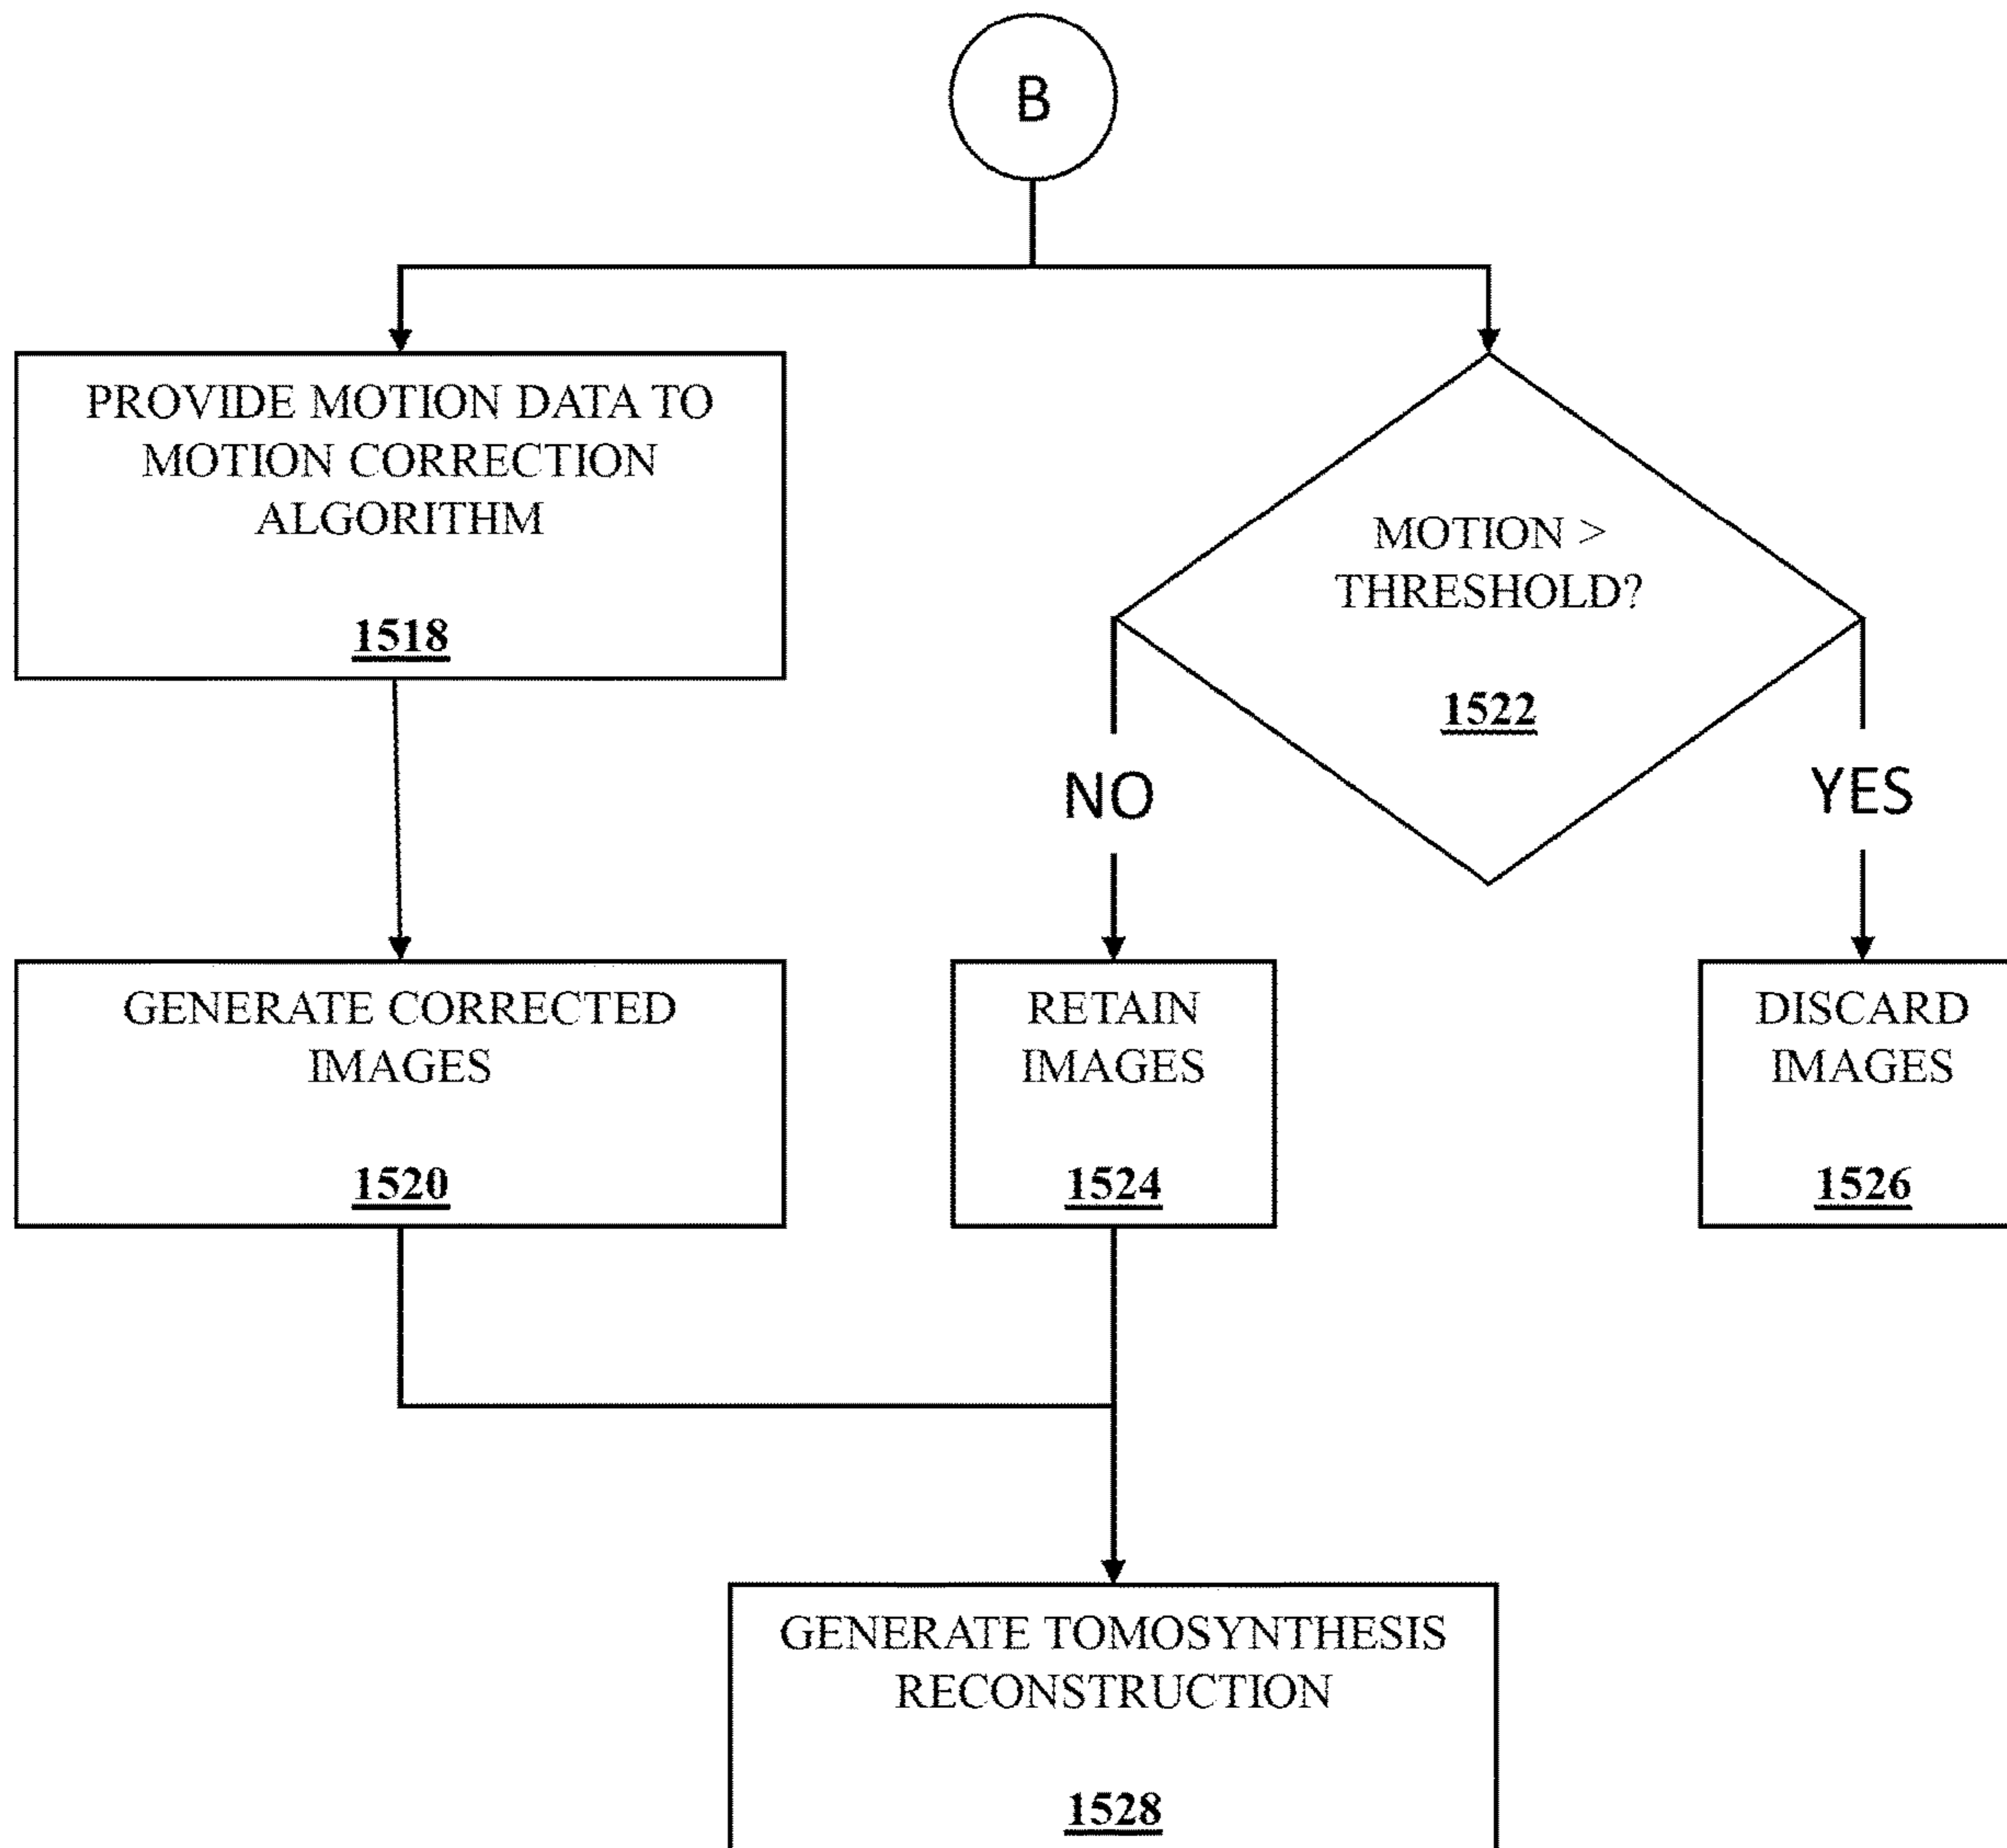 B
PROVIDE MOTION DATA TO
MOTION CORRECTION
ALGORITHM
1518
MOTION >
THRESHOLD?
1522
NO
YES
GENERATE CORRECTED
IMAGES
1520
RETAIN
IMAGES
1524
DISCARD
IMAGES
1526
GENERATE TOMOSYNTHESIS
RECONSTRUCTION
1528